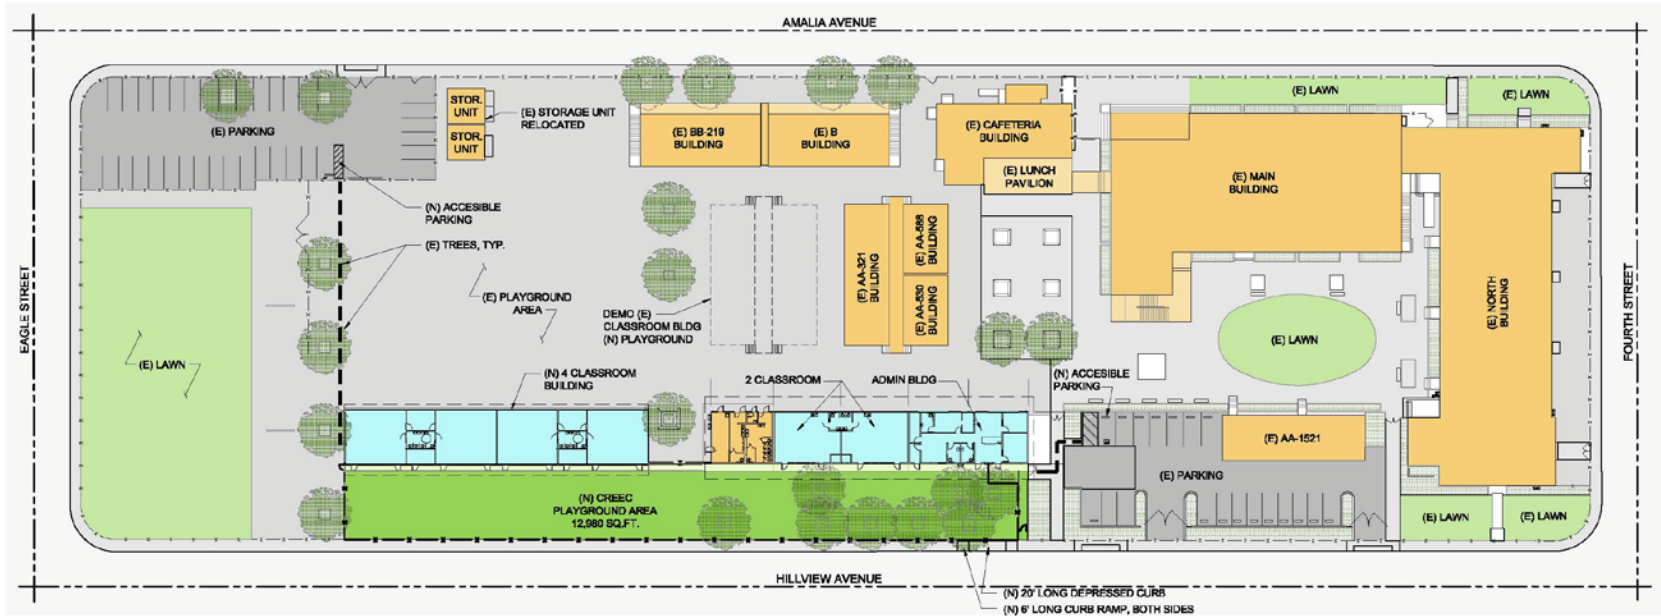 AMALIA AVENUE
(E) LAWN
(E) LAWN
STOR.
UNIT
STOR.
UNIT
(E) STORAGE UNIT
RELOCATED
(E) PARKING
(E) BB-219
BUILDING
(E) B
BUILDING
(E) CAFETERIA
BUILDING
(E) LUNCH
PAVILION
(E) MAIN
BUILDING
(N) ACCESIBLE
PARKING
(E) TREES, TYP.
(E) PLAYGROUND
AREA
DEMO (E)
CLASSROOM BLDG
(N) PLAYGROUND
(E) AA-321
BUILDING
(E) AA-588
BUILDING
(E) AA-530
BUILDING
EAGLE STREET
(E) LAWN
(E) LAWN
(E) NORTH
BUILDING
FOURTH STREET
(N) 4 CLASSROOM
BUILDING
2 CLASSROOM
ADMIN BLDG
(N) ACCESIBLE
PARKING
(E) AA-1521
(E) PARKING
(N) CREEC
PLAYGROUND AREA
12,980 SQ.FT.
(E) LAWN
(E) LAWN
HILLVIEW AVENUE
(N) 20' LONG DEPRESSED CURB
(N) 6' LONG CURB RAMP, BOTH SIDES